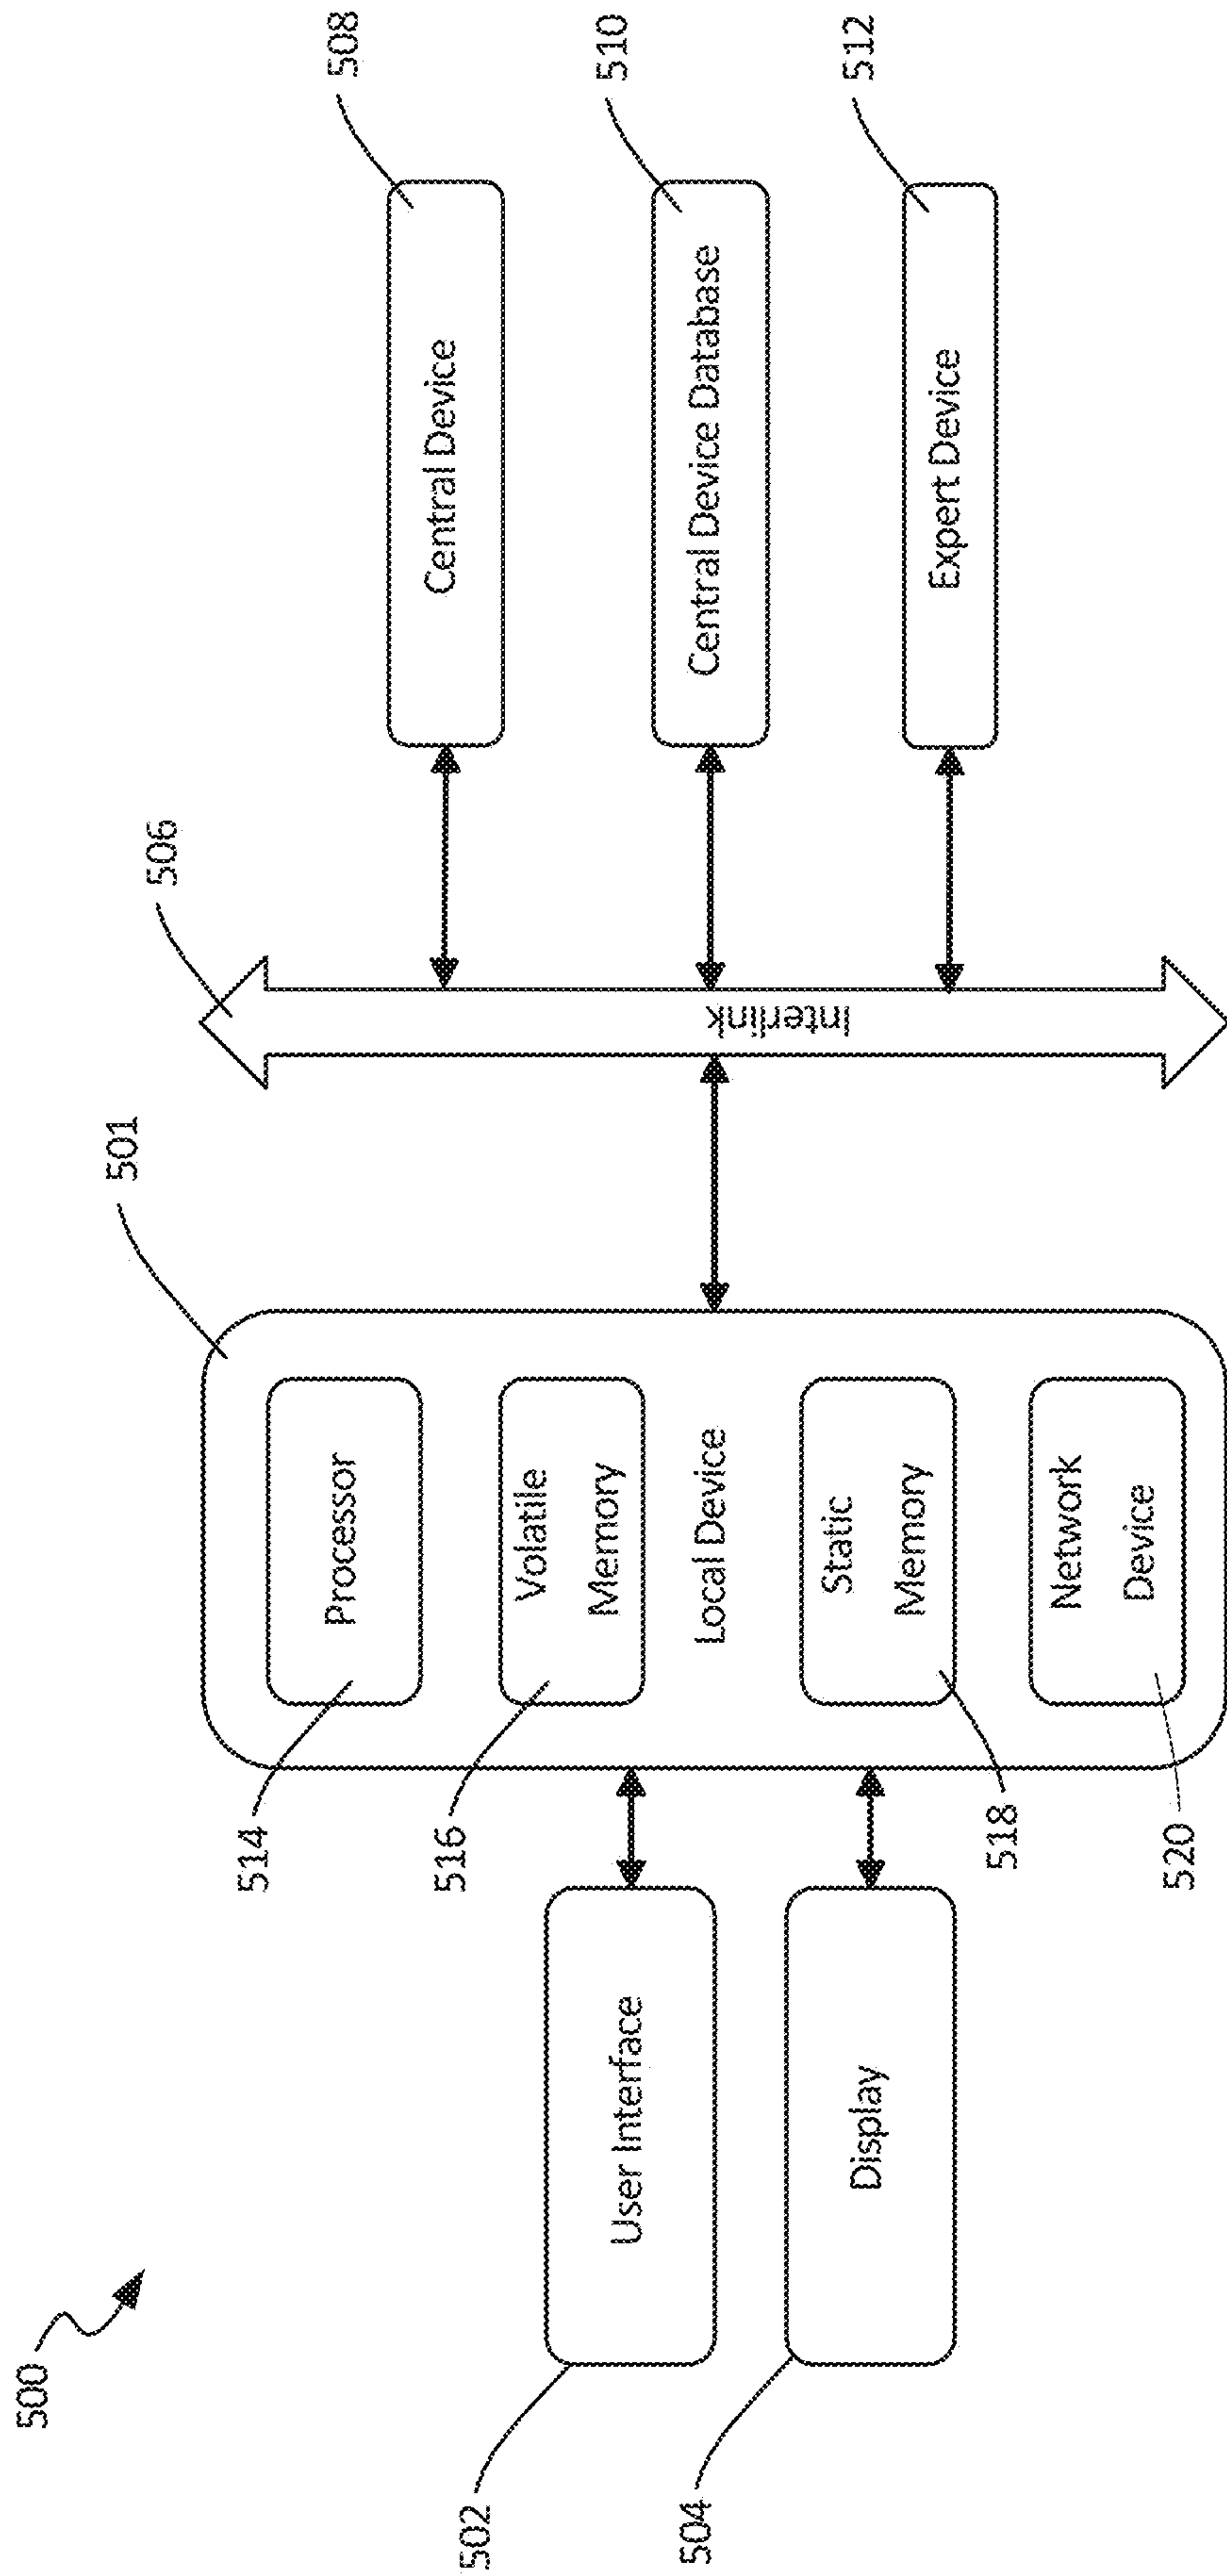 500
502
User Interface
504
Display
514
516
518
520
Processor
Volatile
Memory
Local Device
Static
Memory
Network
Device
501
506
Interlink
508
Central Device
510
Central Device Database
512
Expert Device